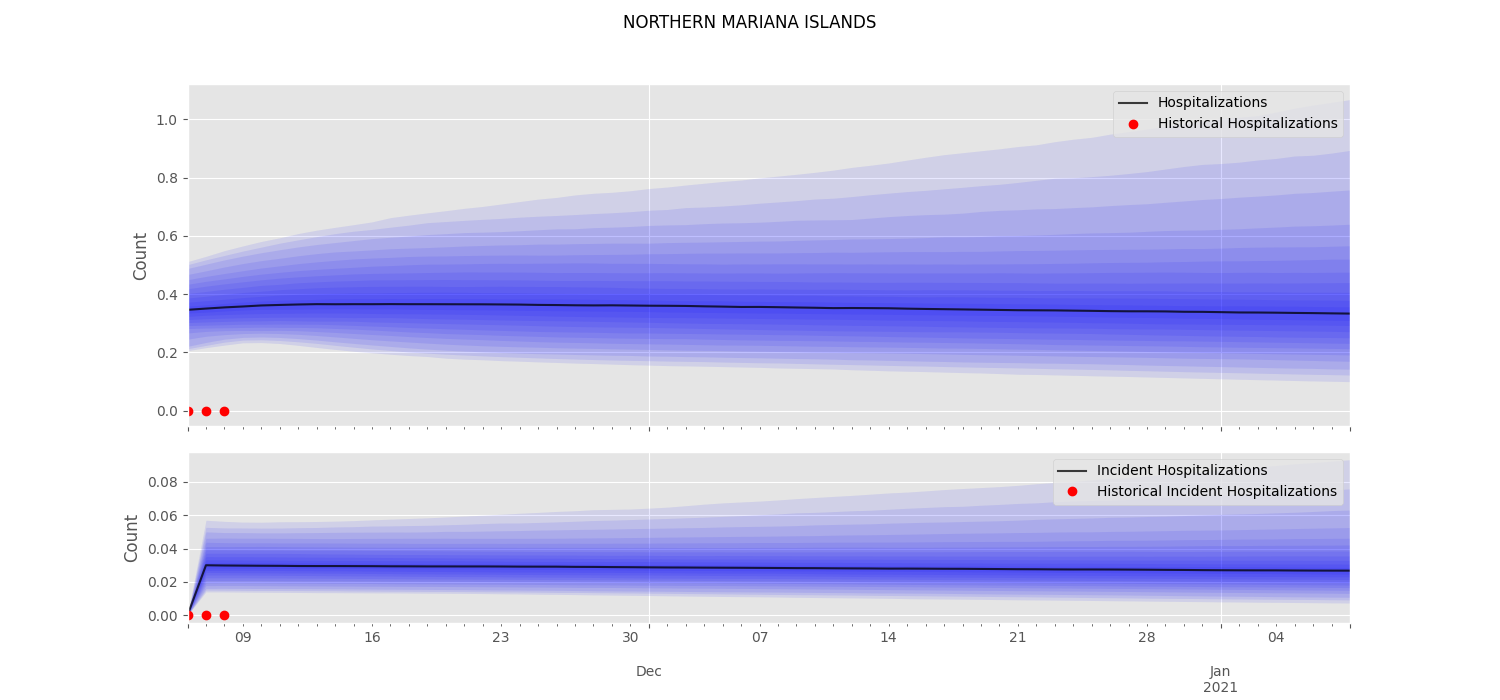 NORTHERN MARIANA ISLANDS
Hospitalizations
Historical Hospitalizations
Count
1.0
0.8
0.6
0.4
0.2
0.0
Incident Hospitalizations
Historical Incident Hospitalizations
Count
0.08
0.06
0.04
0.02
0.00
09 16 23 30 07 14 21 28 04
Dec Jan
2021